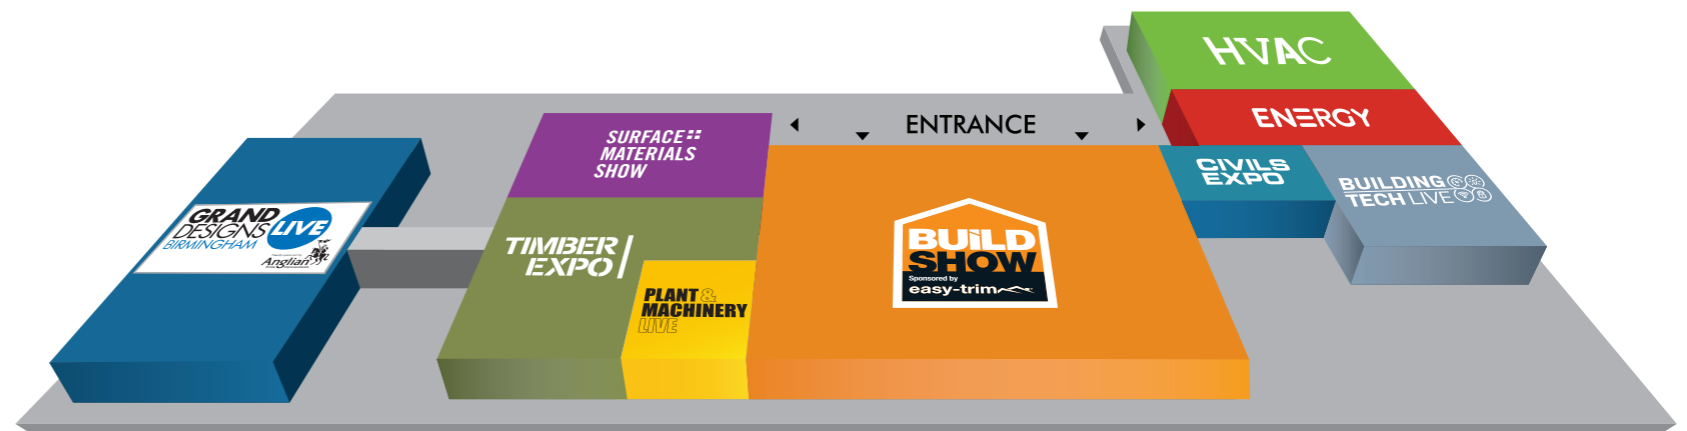 HVAC
ENERGY
CIVILS
EXPO
BUILDING
TECH LIVE
ENTRANCE
SURFACE
MATERIALS
SHOW
GRAND
DESIGNS
LIVE
BIRMINGHAM
Anglian
TIMBER
EXPO
PLANT &
MACHINERY
LIVE
BUiLD
SHOW
Sponsored by
easy-trim